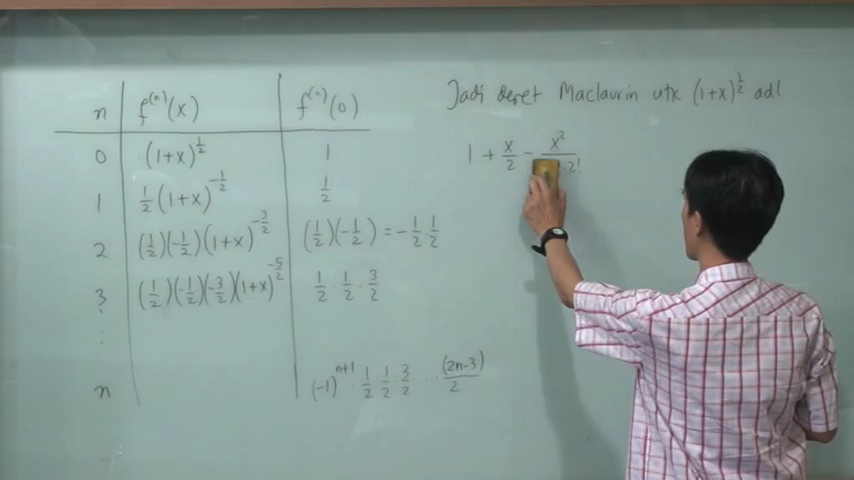 n f⁽ⁿ⁾(x) f⁽ⁿ⁾(0)
0 (1+x)^{1/2} 1
1 1/2 (1+x)^{-1/2} 1/2
2 (1/2)(-1/2)(1+x)^{-3/2} (1/2)(-1/2) = -1/2 · 1/2
3 (1/2)(-1/2)(-3/2)(1+x)^{-5/2} 1/2 · 1/2 · 3/2
⋮
n (-1)^{n+1} · 1/2 · 1/2 · 3/2 · ... (2n-3)/2
Jadi deret Maclaurin utk (1+x)^{1/2} adl
1 + x/2 - x²/ · 2!